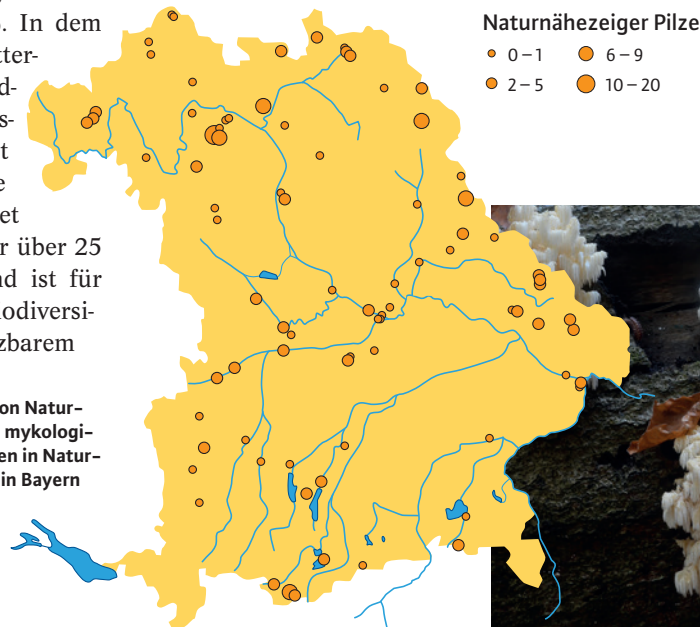 . In dem
tter-
d-
s-
t
e
et
r über 25
nd ist für
nodiversi-
zbarem
on Natur-
mykologi-
en in Natur-
in Bayern
Naturnähezeiger Pilze
0 – 1
6 – 9
2 – 5
10 – 20